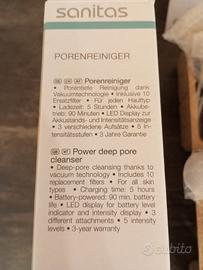 sanitas
PORENREINIGER
DE AT CH Porenreiniger
• Porentiefe Reinigung dank
Vakuumtechnologie • Inklusive 10
Ersatzfilter • Für jeden Hauttyp
• Ladezeit: 5 Stunden • Akkube-
trieb: 90 Minuten • LED Display zur
Akkustands- und Intensitätsanzeige
• 3 verschiedene Aufsätze • 5 In-
tensitätsstufen • 3 Jahre Garantie
Power deep pore
cleanser
• Deep-pore cleansing thanks to
vacuum technology • Includes 10
replacement filters • For all skin
types • Charging time: 5 hours
• Battery-powered: 90 min. battery
life • LED display for battery level
indicator and intensity display • 3
different attachments • 5 intensity
levels • 3-year warranty
subito